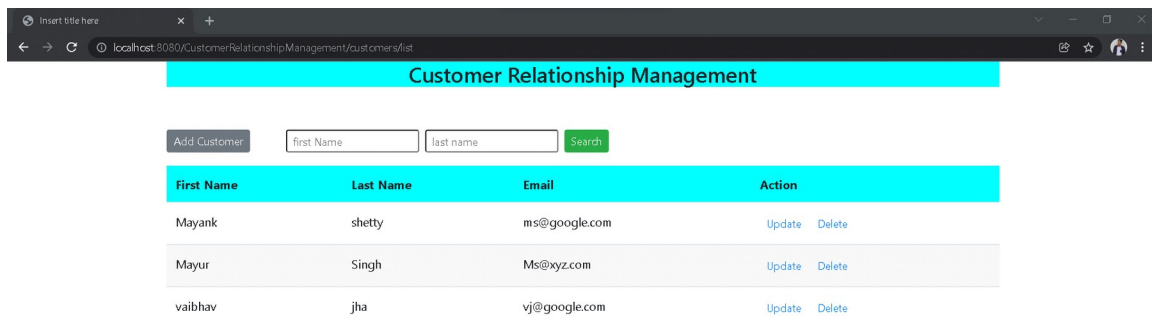 Insert title here
localhost:8080/CustomerRelationshipManagement/customers/list
Customer Relationship Management
Add Customer first Name last name Search
First Name Last Name Email Action
Mayank shetty ms@google.com Update Delete
Mayur Singh Ms@xyz.com Update Delete
vaibhav jha vj@google.com Update Delete